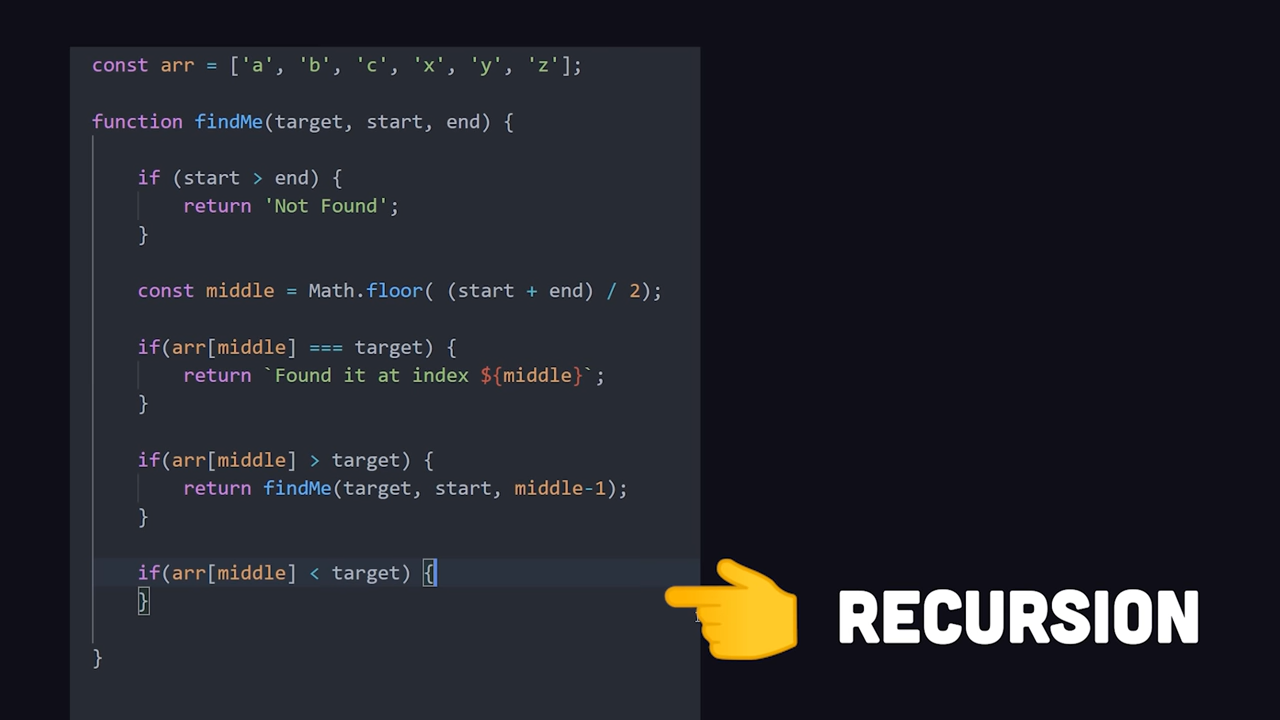 const arr = ['a', 'b', 'c', 'x', 'y', 'z'];
function findMe(target, start, end) {
if (start > end) {
return 'Not Found';
}
const middle = Math.floor( (start + end) / 2);
if(arr[middle] === target) {
return `Found it at index ${middle}`;
}
if(arr[middle] > target) {
return findMe(target, start, middle-1);
}
if(arr[middle] < target) {
}
}
RECURSION